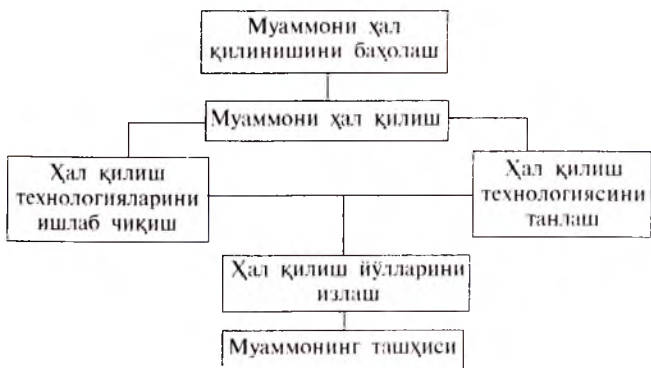 Муаммони ҳал
қилинишини баҳолаш
Муаммони ҳал қилиш
Ҳал қилиш
технологияларини
ишлаб чиқиш
Ҳал қилиш
технологиясини
танлаш
Ҳал қилиш йўлларини
излаш
Муаммонинг ташҳиси